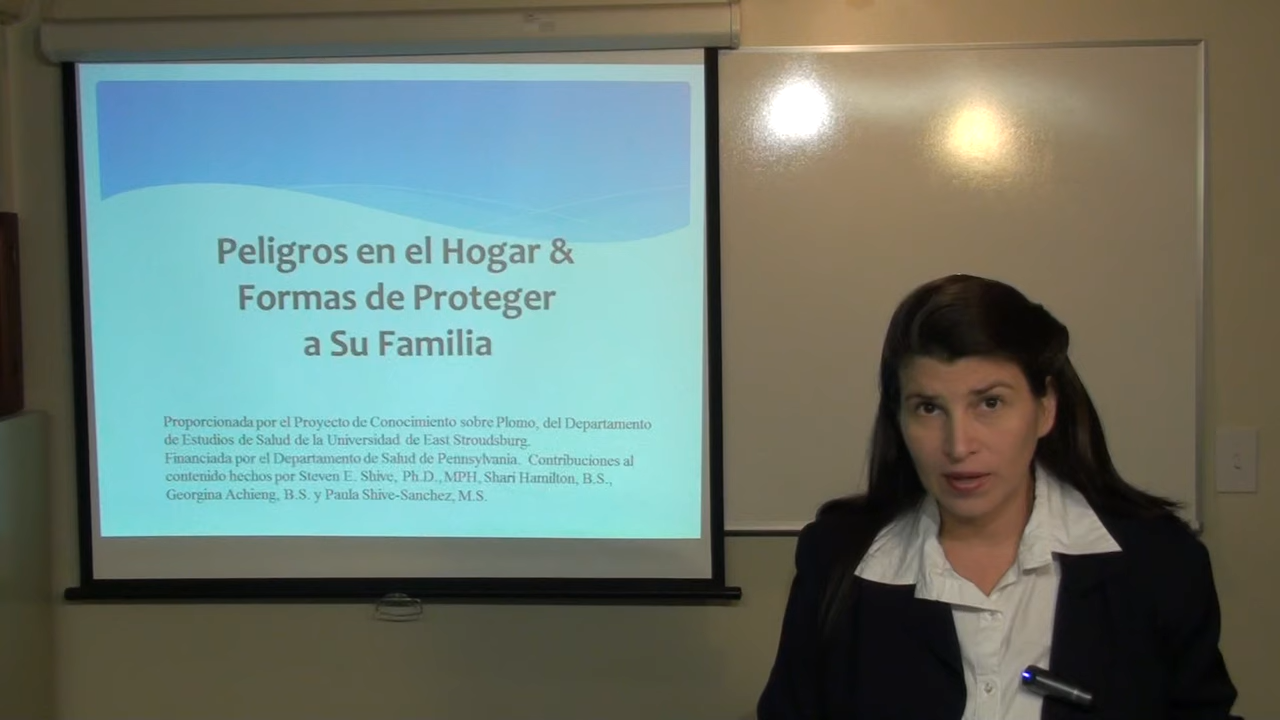 Peligros en el Hogar &
Formas de Proteger
a Su Familia
Proporcionada por el Proyecto de Conocimiento sobre Plomo, del Departamento
de Estudios de Salud de la Universidad de East Stroudsburg.
Financiada por el Departamento de Salud de Pennsylvania. Contribuciones al
contenido hechos por Steven E. Shive, Ph.D., MPH, Shari Hamilton, B.S.,
Georgina Achieng, B.S. y Paula Shive-Sanchez, M.S.